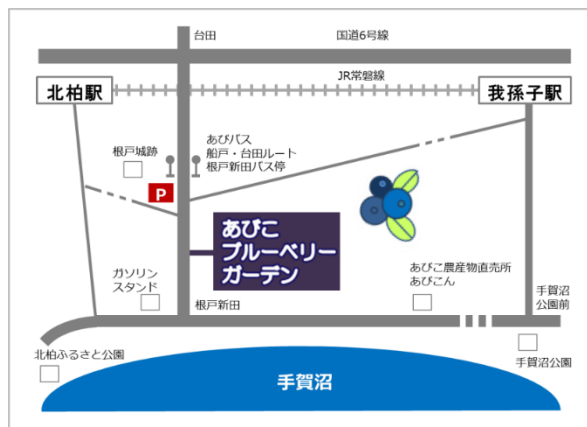 台田
国道6号線
JR常磐線
北柏駅
我孫子駅
あびバス
船戸・台田ルート
根戸新田バス停
根戸城跡
P
あびこ
ブルーベリー
ガーデン
ガソリン
スタンド
あびこ農産物直売所
あびこん
手賀沼
公園前
根戸新田
北柏ふるさと公園
手賀沼公園
手賀沼